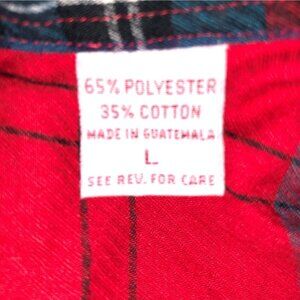 65% POLYESTER
35% COTTON
MADE IN GUATEMALA
L
SEE REV. FOR CARE